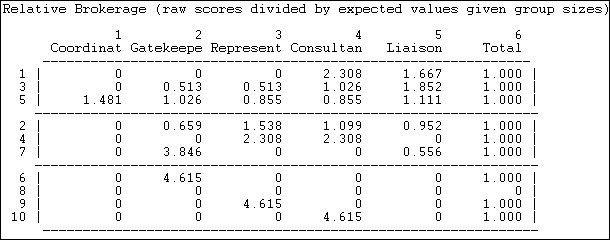 Relative Brokerage (raw scores divided by expected values given group sizes)
1 2 3 4 5 6
Coordinat Gatekeepe Represent Consultan Liaison Total
1 | 0 0 0 2.308 1.667 1.000 |
3 | 0 0.513 0.513 1.026 1.852 1.000 |
5 | 1.481 1.026 0.855 0.855 1.111 1.000 |
2 | 0 0.659 1.538 1.099 0.952 1.000 |
4 | 0 0 2.308 2.308 0 1.000 |
7 | 0 3.846 0 0 0.556 1.000 |
6 | 0 4.615 0 0 0 1.000 |
8 | 0 0 0 0 0 0 |
9 | 0 0 4.615 0 0 1.000 |
10 | 0 0 0 4.615 0 1.000 |